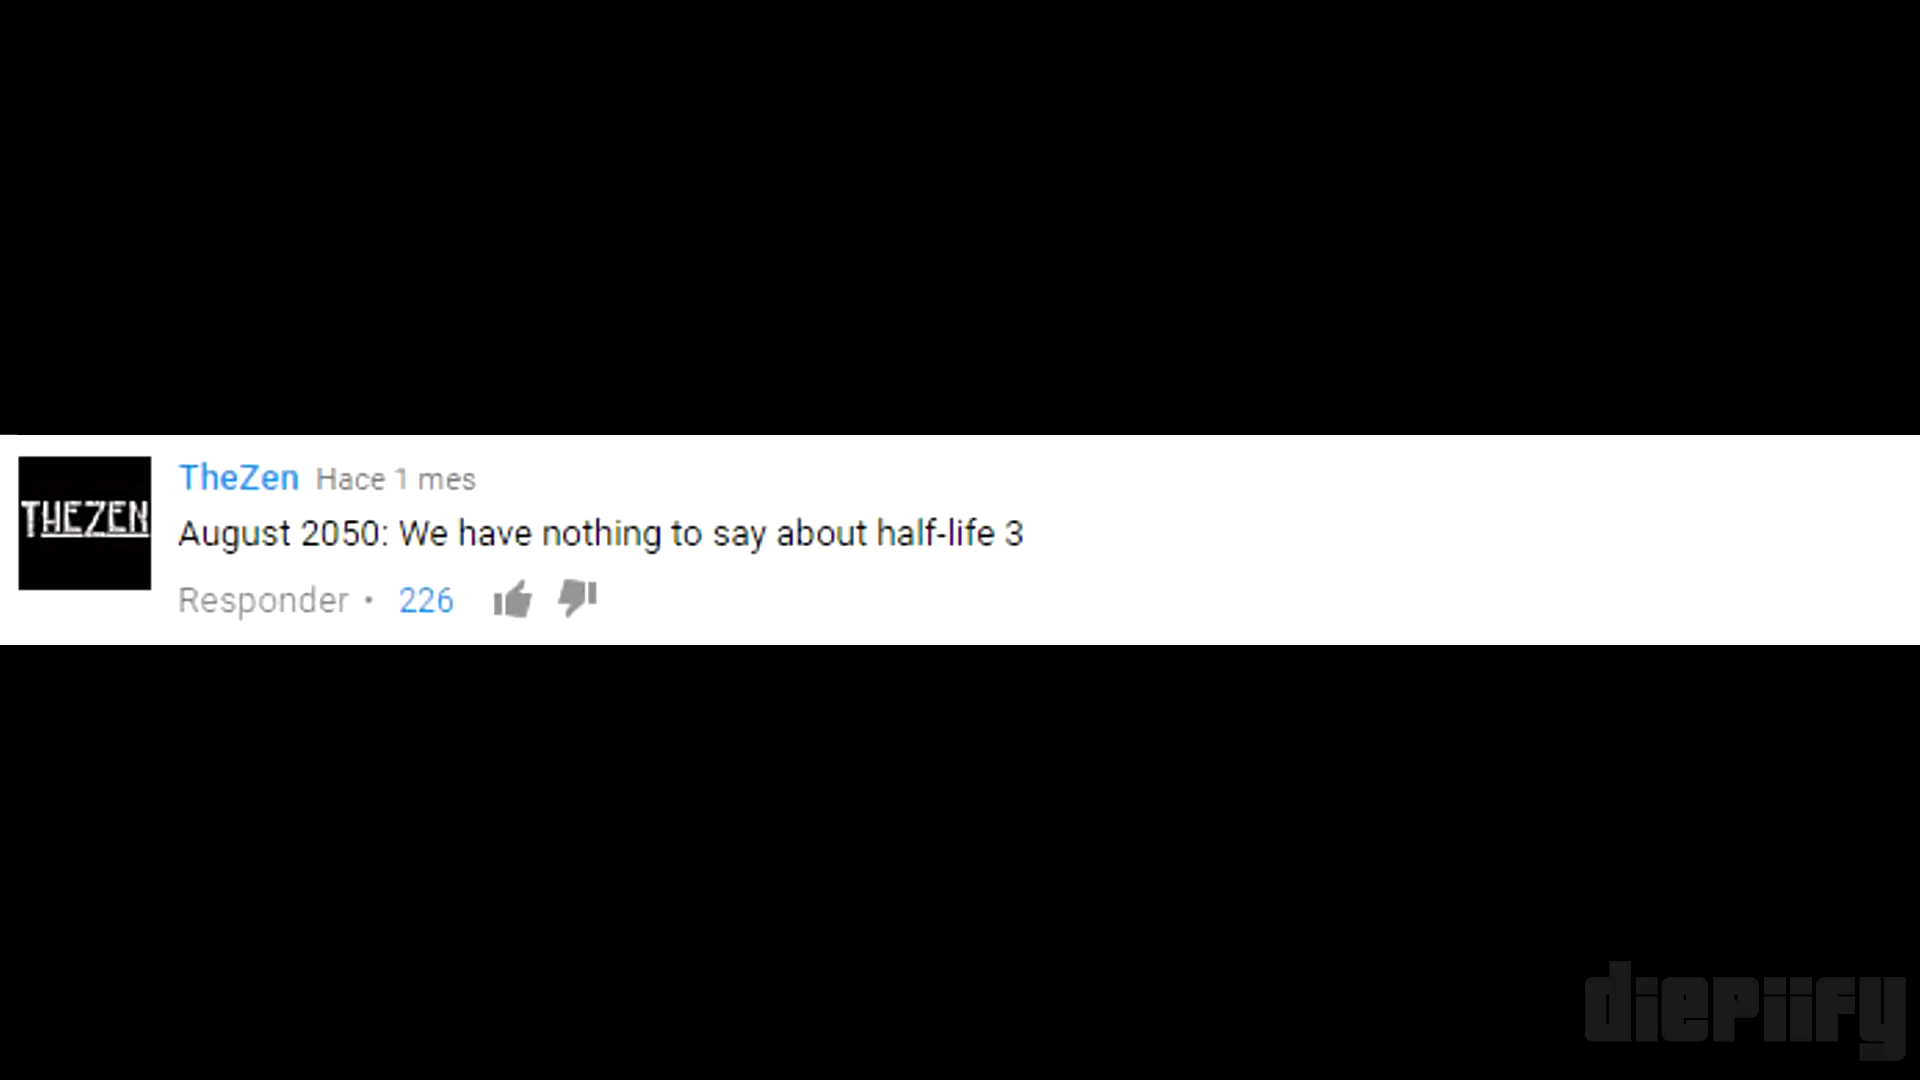 THEZEN
TheZen Hace 1 mes
August 2050: We have nothing to say about half-life 3
Responder • 226
diepiify